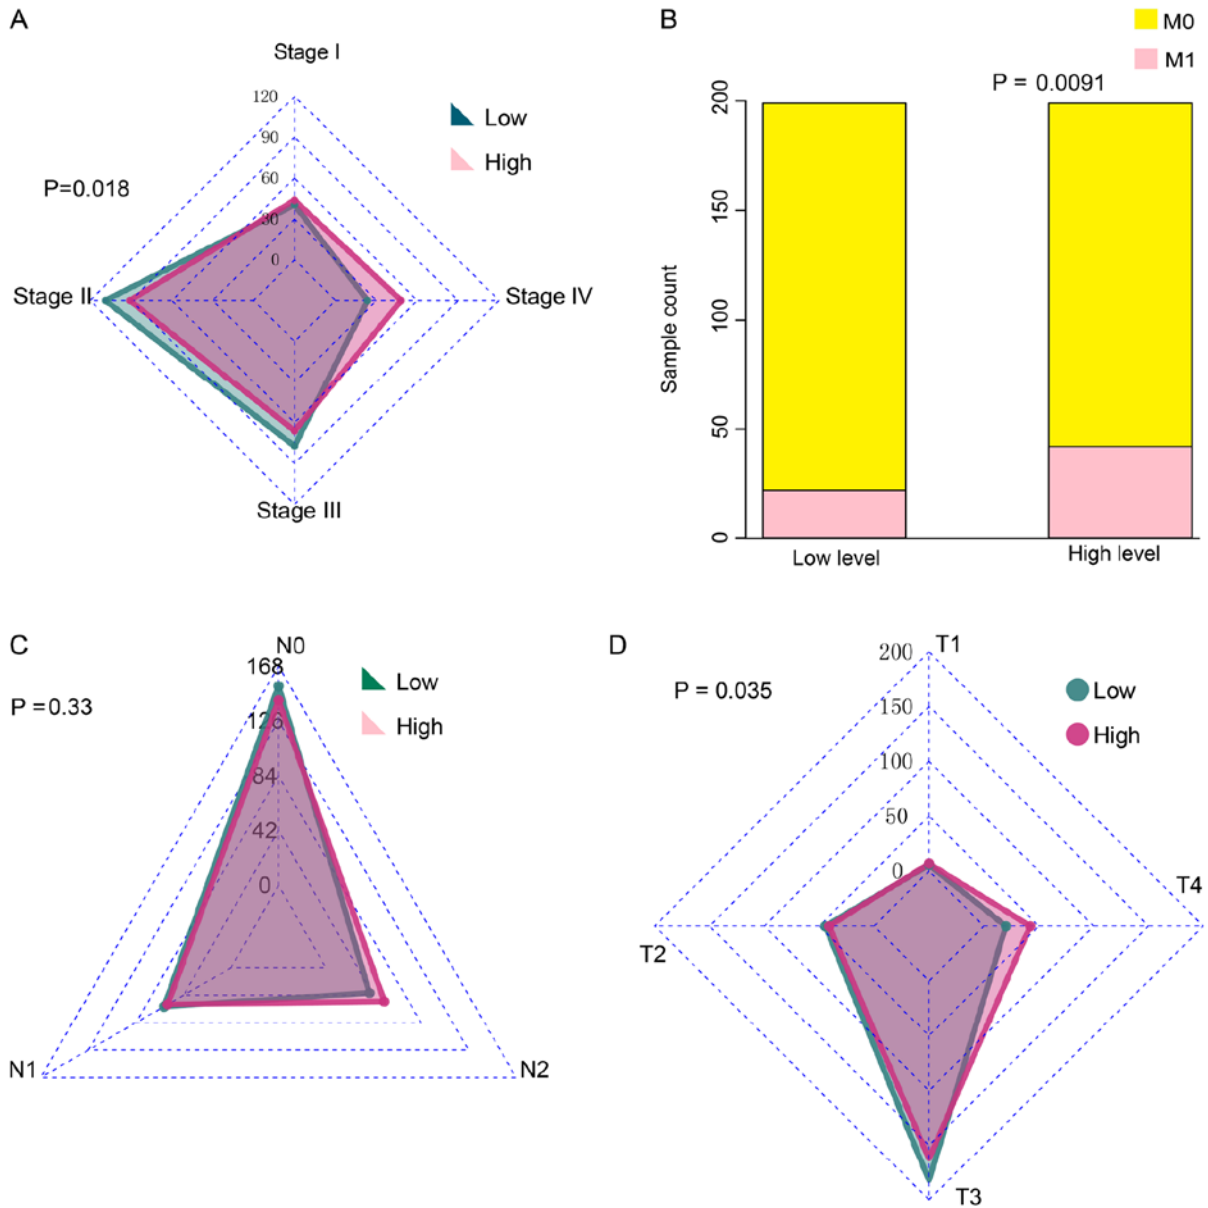 A
Stage I
120
90
60
30
0
Low
High
P=0.018
Stage II
Stage IV
Stage III
B
M0
M1
P = 0.0091
200
150
100
50
0
Sample count
Low level
High level
C
N0
168
126
84
42
0
Low
High
P =0.33
N1
N2
D
T1
200
150
100
50
0
P = 0.035
Low
High
T4
T2
T3